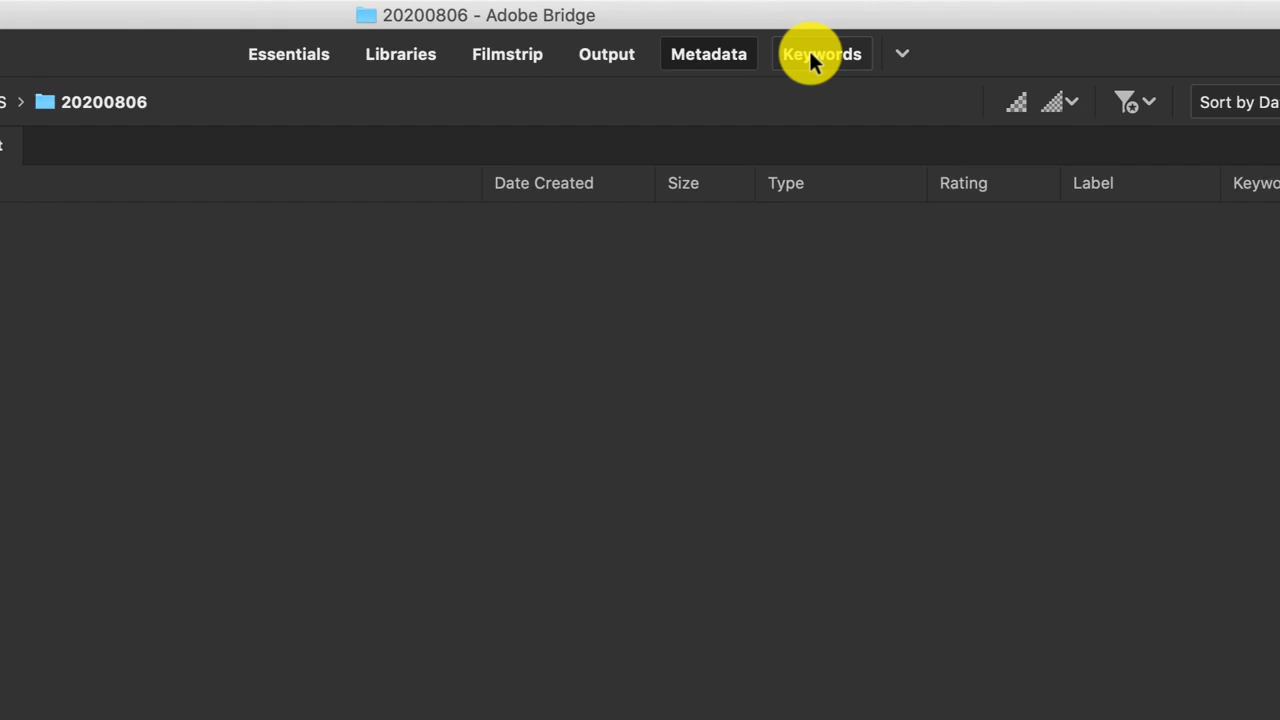 20200806 - Adobe Bridge
Essentials Libraries Filmstrip Output Metadata Keywords
S > 20200806 Sort by Da
t
Date Created Size Type Rating Label Keywo